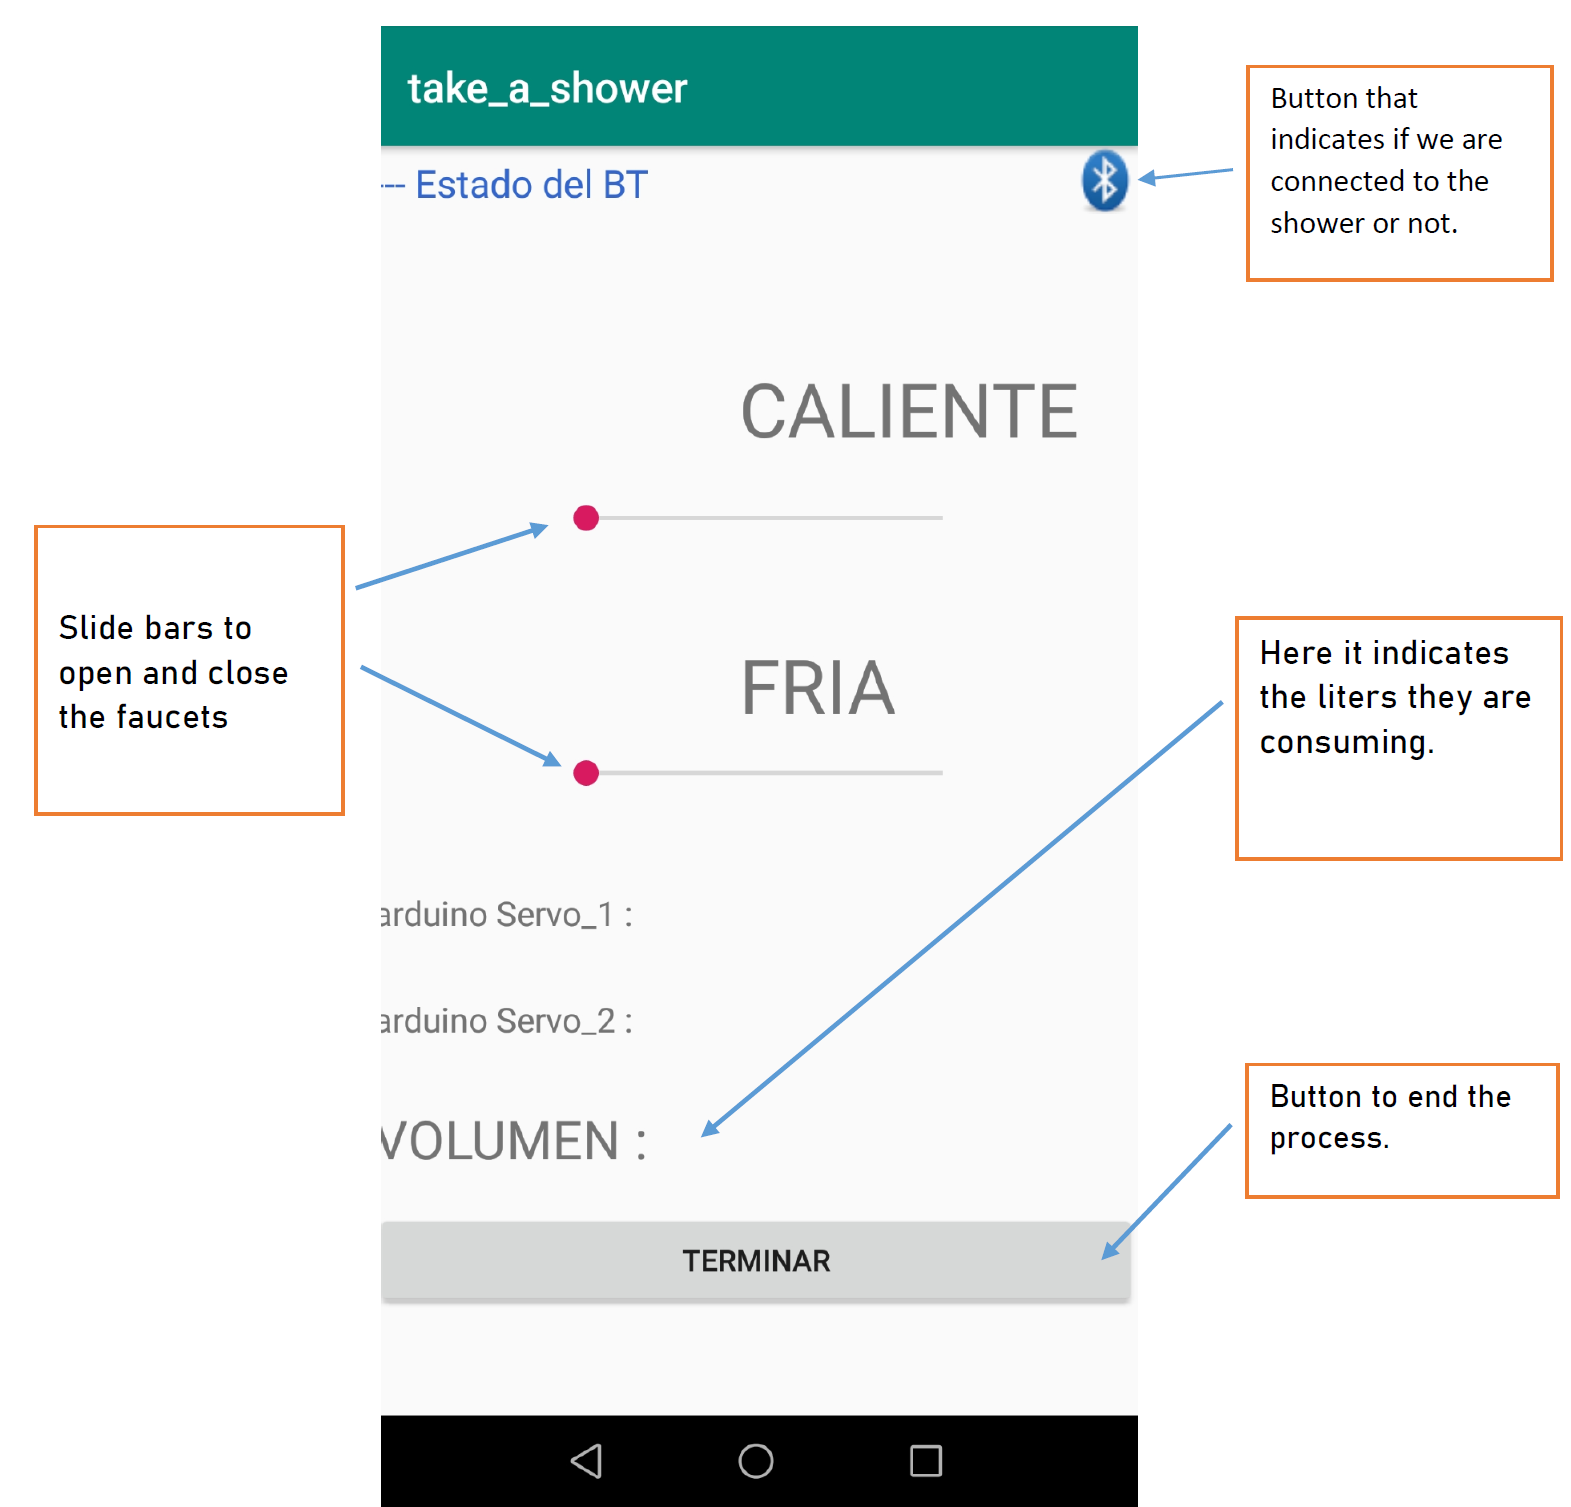 take_a_shower
--- Estado del BT
Button that
indicates if we are
connected to the
shower or not.
CALIENTE
Slide bars to
open and close
the faucets
FRIA
Here it indicates
the liters they are
consuming.
arduino Servo_1 :
arduino Servo_2 :
VOLUMEN :
Button to end the
process.
TERMINAR